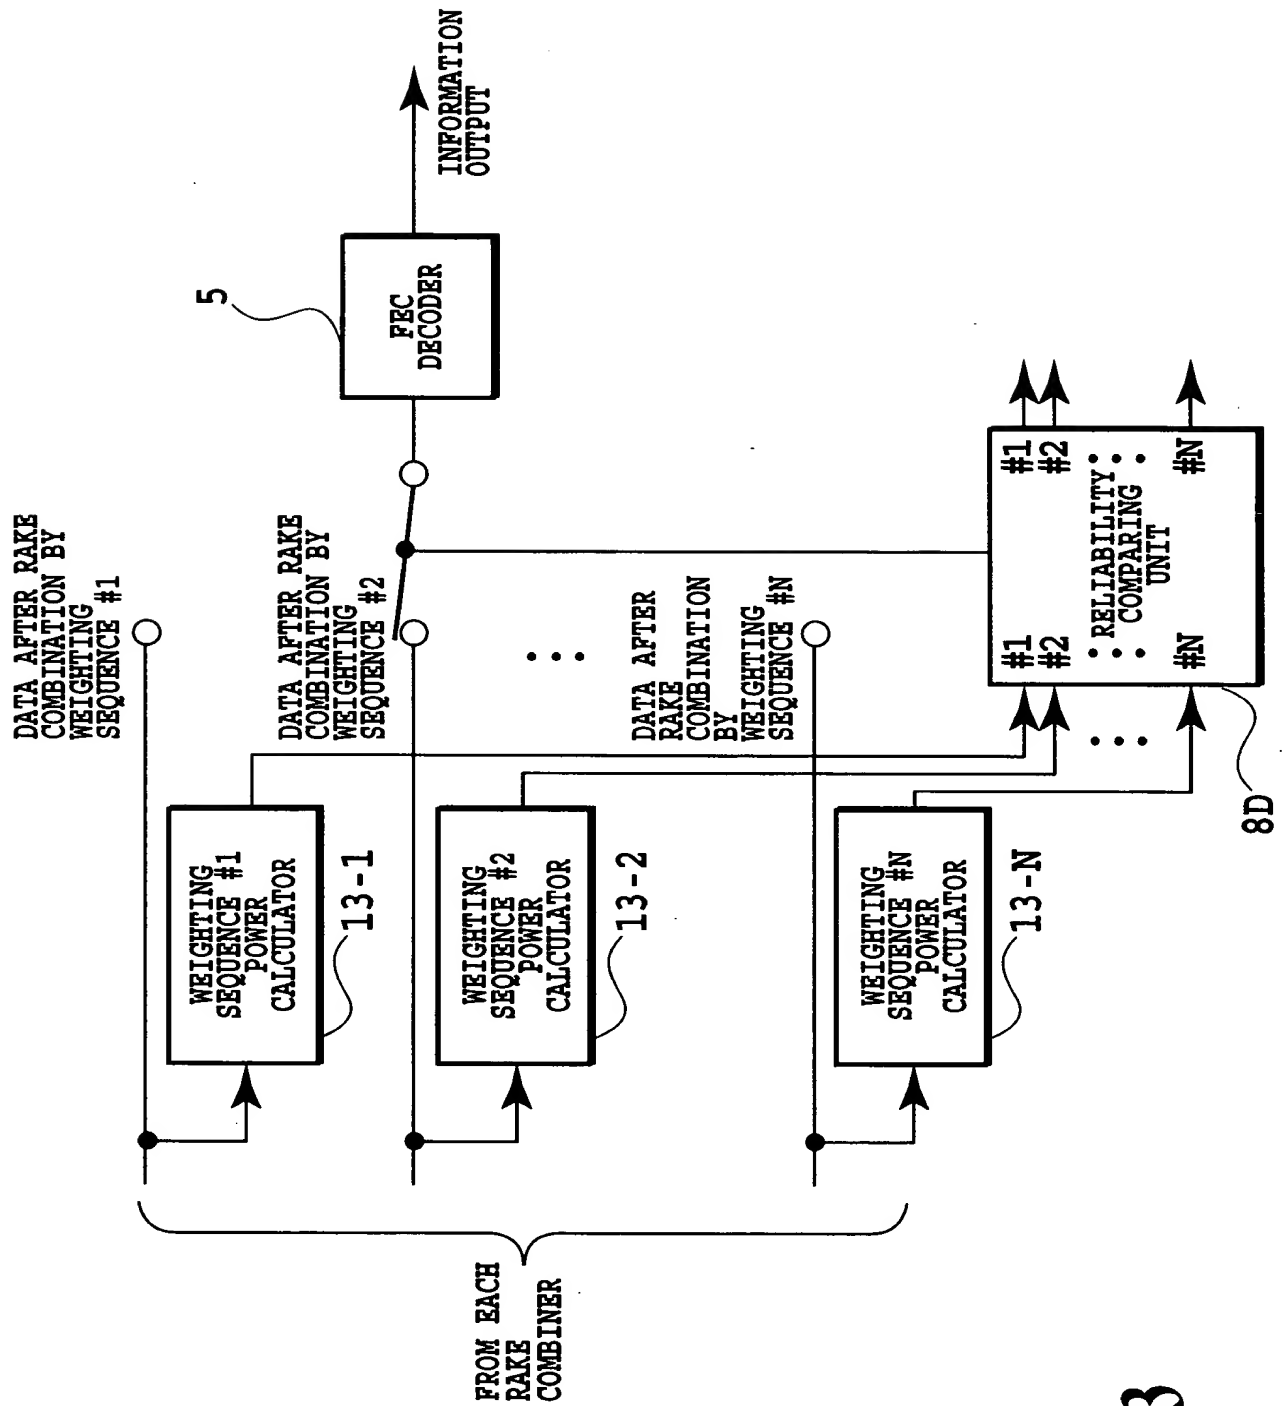 FROM EACH
RAKE
COMBINER
DATA AFTER RAKE
COMBINATION BY
WEIGHTING
SEQUENCE #1
WEIGHTING
SEQUENCE #1
POWER
CALCULATOR
13-1
DATA AFTER RAKE
COMBINATION BY
WEIGHTING
SEQUENCE #2
WEIGHTING
SEQUENCE #2
POWER
CALCULATOR
13-2
DATA AFTER
RAKE
COMBINATION
BY
WEIGHTING
SEQUENCE #N
WEIGHTING
SEQUENCE #N
POWER
CALCULATOR
13-N
5
FEC
DECODER
INFORMATION
OUTPUT
#1 #1
#2 #2
RELIABILITY
COMPARING
UNIT
#N #N
8D